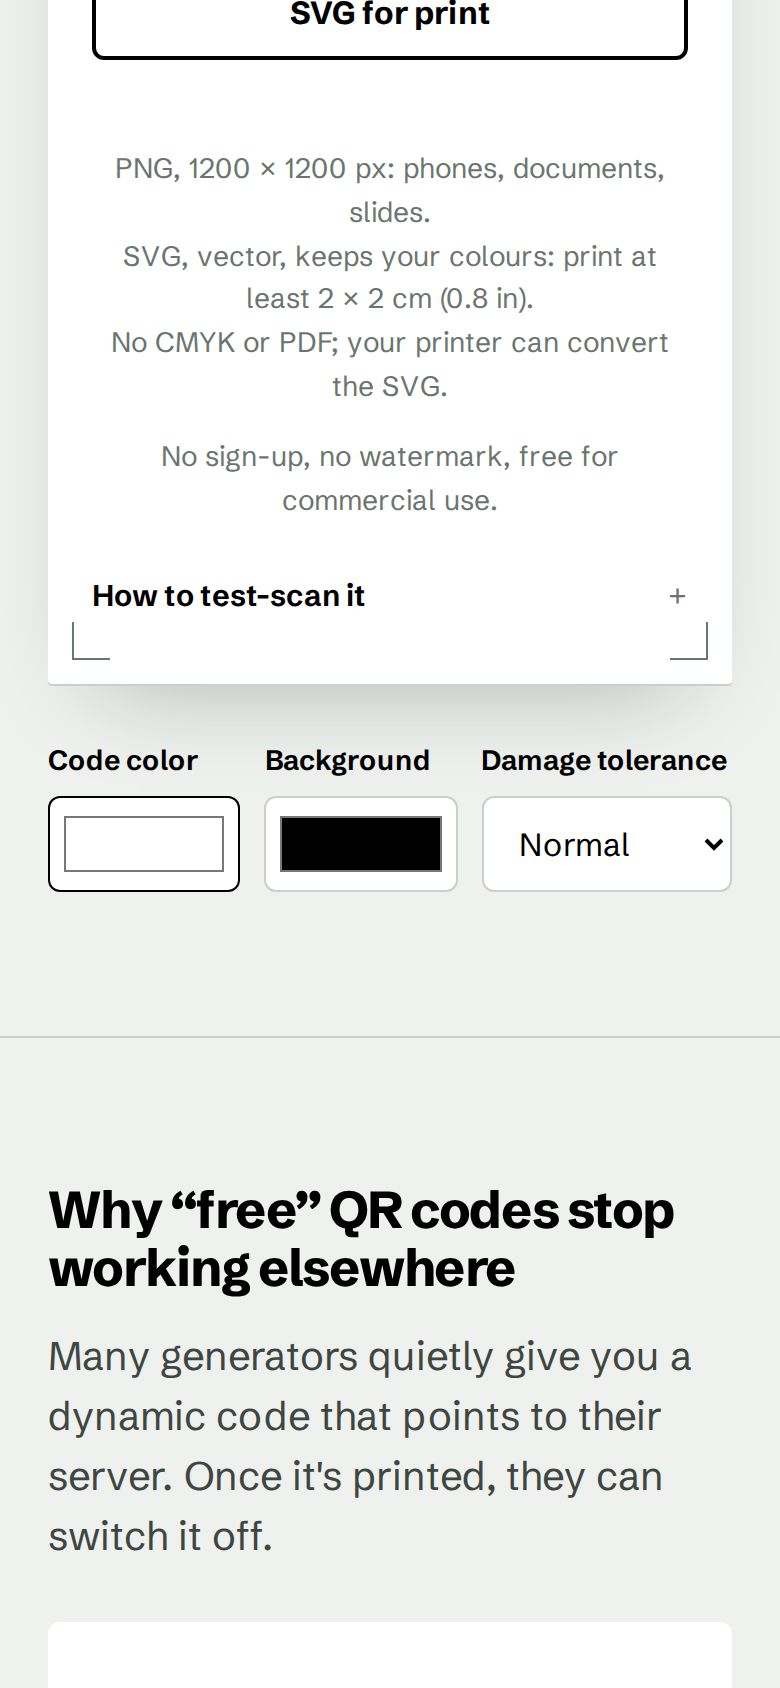 SVG for print
PNG, 1200 × 1200 px: phones, documents,
slides.
SVG, vector, keeps your colours: print at
least 2 × 2 cm (0.8 in).
No CMYK or PDF; your printer can convert
the SVG.
No sign-up, no watermark, free for
commercial use.
How to test-scan it +
Code color Background Damage tolerance
Normal
Why “free” QR codes stop
working elsewhere
Many generators quietly give you a
dynamic code that points to their
server. Once it's printed, they can
switch it off.